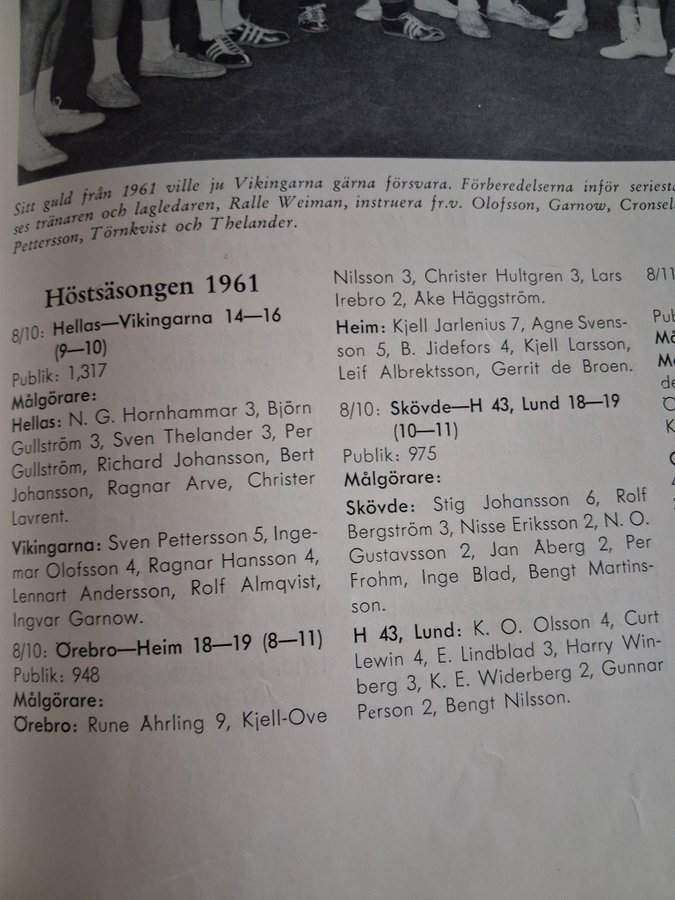 Sitt guld från 1961 ville ju Vikingarna gärna försvara. Förberedelserna inför
ses tränaren och lagledaren, Ralle Weiman, instruera fr.v. Olofsson, Garnow,
Pettersson, Törnkvist och Thelander.
Höstsäsongen 1961
8/10: Hellas—Vikingarna 14—16
(9—10)
Publik: 1,317
Målgörare:
Hellas: N. G. Hornhammar 3, Björn
Gullström 3, Sven Thelander 3, Per
Gullström, Richard Johansson, Bert
Johansson, Ragnar Arve, Christer
Lavrent.
Vikingarna: Sven Pettersson 5, Inge-
mar Olofsson 4, Ragnar Hansson 4,
Lennart Andersson, Rolf Almqvist,
Ingvar Garnow.
8/10: Örebro—Heim 18—19 (8—11)
Publik: 948
Målgörare:
Örebro: Rune Åhrling 9, Kjell-Ove
Nilsson 3, Christer Hultgren 3, Lars
Irebro 2, Åke Häggström.
Heim: Kjell Jarlenius 7, Agne Svens-
son 5, B. Jidefors 4, Kjell Larsson,
Leif Albrektsson, Gerrit de Broen.
8/10: Skövde—H 43, Lund 18—19
(10—11)
Publik: 975
Målgörare:
Skövde: Stig Johansson 6, Rolf
Bergström 3, Nisse Eriksson 2, N. O.
Gustavsson 2, Jan Åberg 2, Per
Frohm, Inge Blad, Bengt Martins-
son.
H 43, Lund: K. O. Olsson 4, Curt
Lewin 4, E. Lindblad 3, Harry Win-
berg 3, K. E. Widerberg 2, Gunnar
Person 2, Bengt Nilsson.
8/11